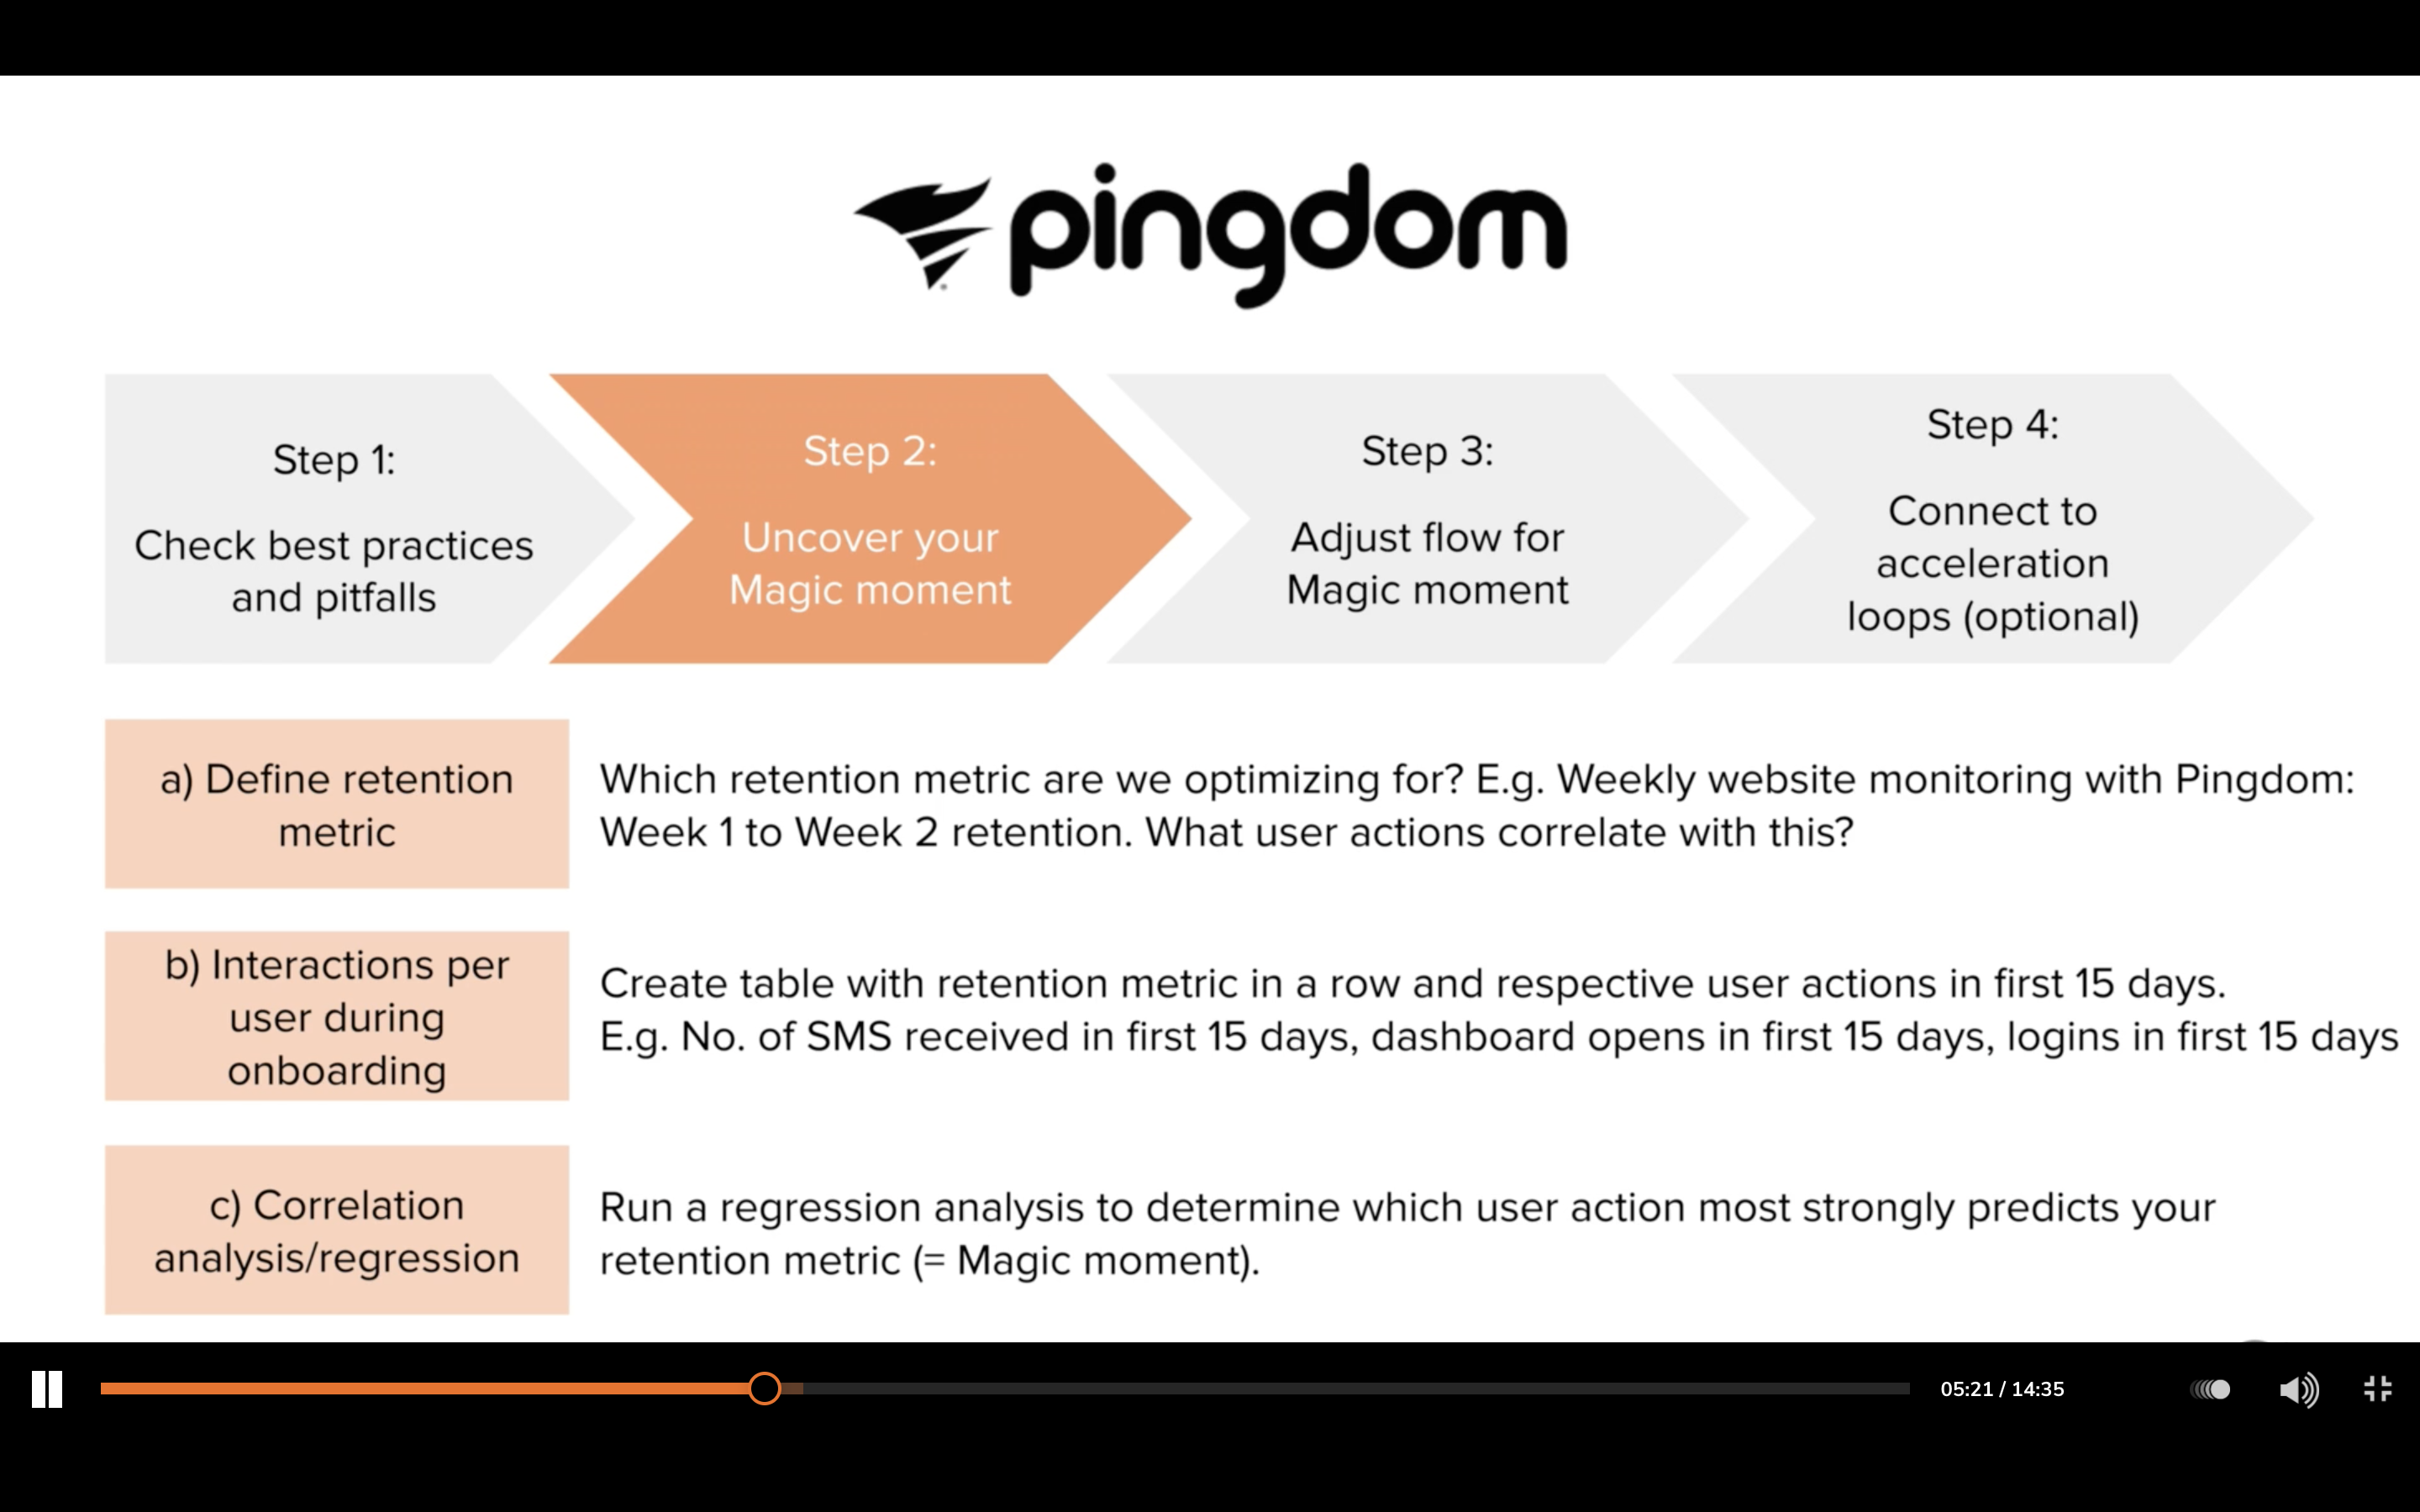 pingdom
Step 1:
Check best practices
and pitfalls
Step 2:
Uncover your
Magic moment
Step 3:
Adjust flow for
Magic moment
Step 4:
Connect to
acceleration
loops (optional)
a) Define retention
metric
Which retention metric are we optimizing for? E.g. Weekly website monitoring with Pingdom:
Week 1 to Week 2 retention. What user actions correlate with this?
b) Interactions per
user during
onboarding
Create table with retention metric in a row and respective user actions in first 15 days.
E.g. No. of SMS received in first 15 days, dashboard opens in first 15 days, logins in first 15 days
c) Correlation
analysis/regression
Run a regression analysis to determine which user action most strongly predicts your
retention metric (= Magic moment).
05:21 / 14:35